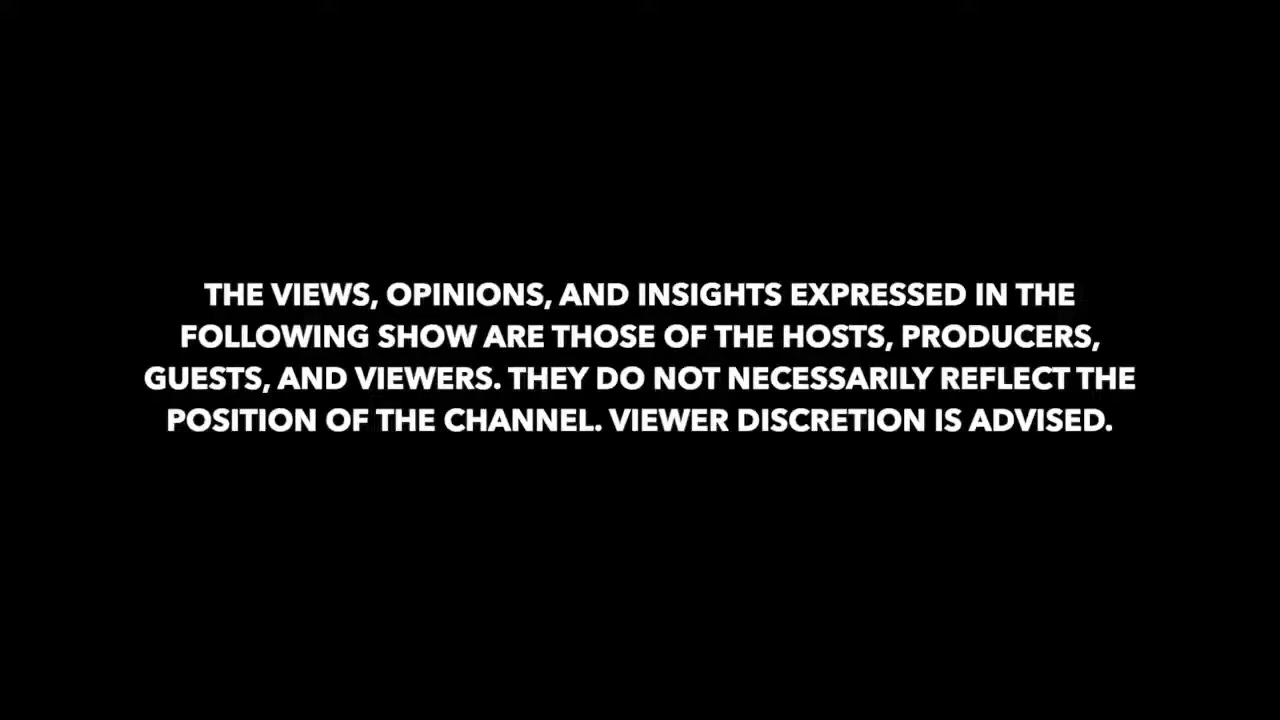 THE VIEWS, OPINIONS, AND INSIGHTS EXPRESSED IN THE
FOLLOWING SHOW ARE THOSE OF THE HOSTS, PRODUCERS,
GUESTS, AND VIEWERS. THEY DO NOT NECESSARILY REFLECT THE
POSITION OF THE CHANNEL. VIEWER DISCRETION IS ADVISED.